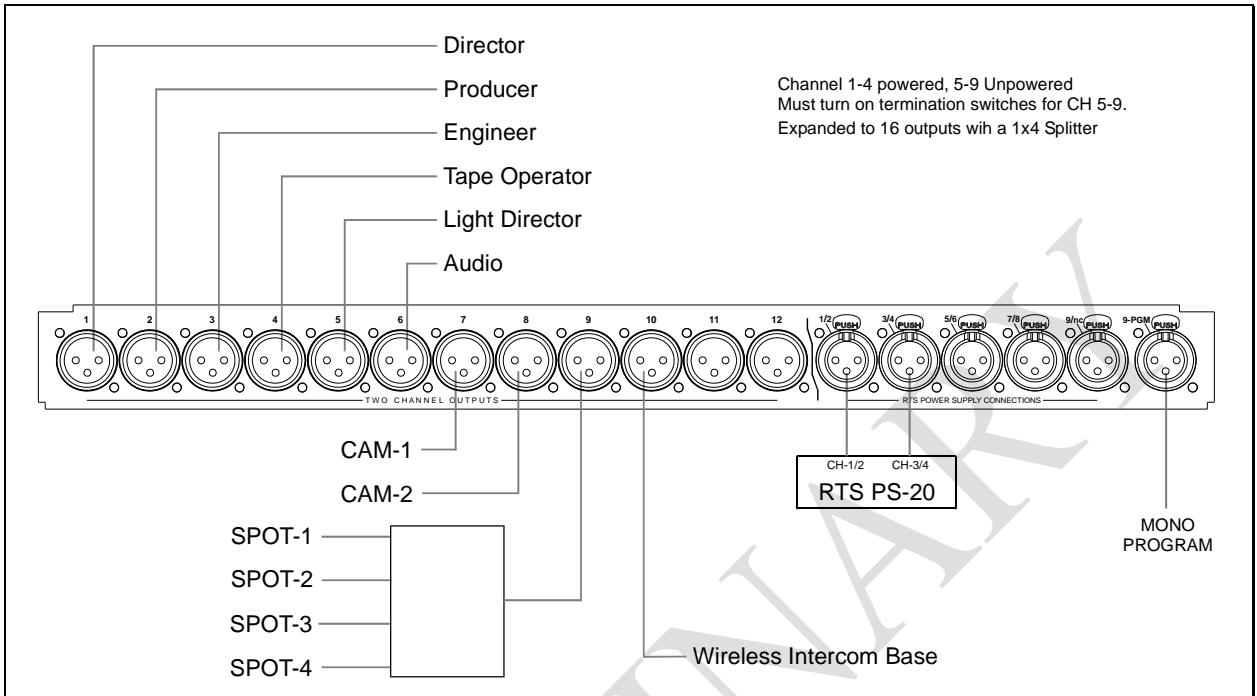 Director
Producer
Engineer
Tape Operator
Light Director
Audio
Channel 1-4 powered, 5-9 Unpowered
Must turn on termination switches for CH 5-9.
Expanded to 16 outputs wih a 1x4 Splitter
1 2 3 4 5 6 7 8 9 10 11 12 1/2 3/4 5/6 7/8 9/nc 9-PGM
PUSH PUSH PUSH PUSH PUSH PUSH
TWO CHANNEL OUTPUTS
RTS POWER SUPPLY CONNECTIONS
CAM-1
CAM-2
SPOT-1
SPOT-2
SPOT-3
SPOT-4
CH-1/2 CH-3/4
RTS PS-20
MONO
PROGRAM
Wireless Intercom Base